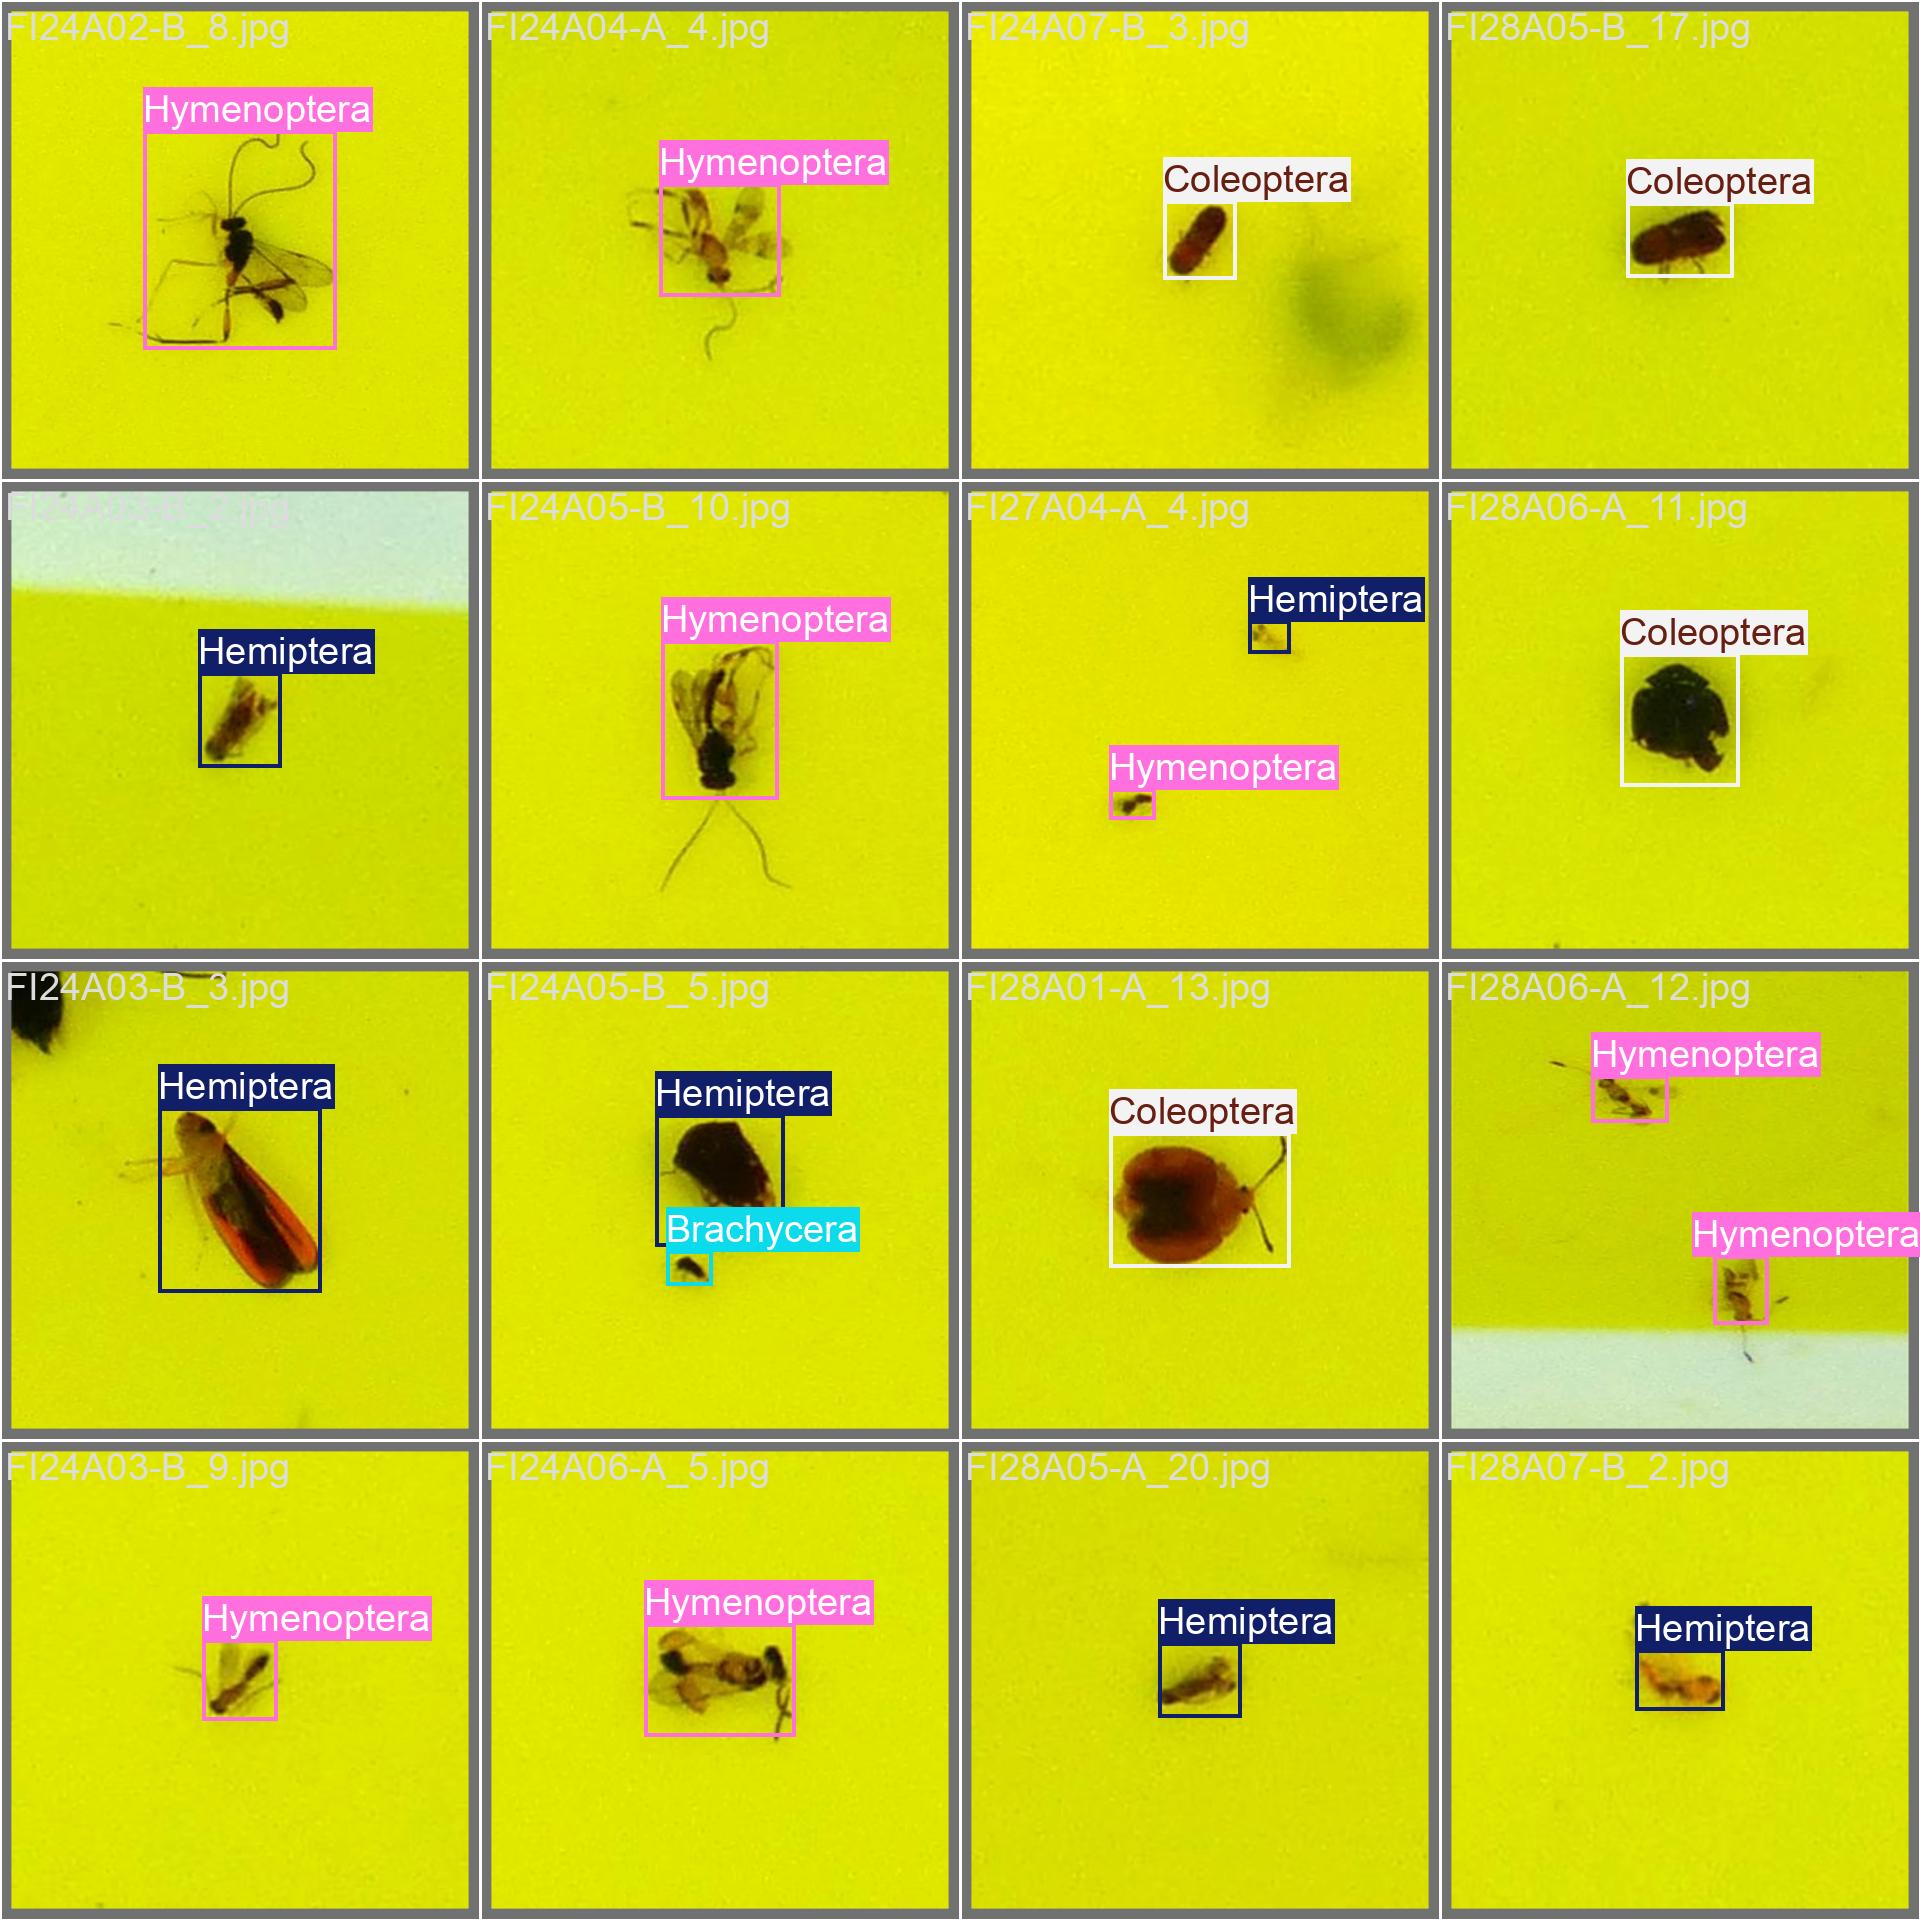 FI24A02-B_8.jpg
Hymenoptera
FI24A04-A_4.jpg
Hymenoptera
FI24A07-B_3.jpg
Coleoptera
FI28A05-B_17.jpg
Coleoptera
FI24A03-B_2.jpg
Hemiptera
FI24A05-B_10.jpg
Hymenoptera
FI27A04-A_4.jpg
Hemiptera
Hymenoptera
FI28A06-A_11.jpg
Coleoptera
FI24A03-B_3.jpg
Hemiptera
FI24A05-B_5.jpg
Hemiptera
Brachycera
FI28A01-A_13.jpg
Coleoptera
FI28A06-A_12.jpg
Hymenoptera
Hymenoptera
FI24A03-B_9.jpg
Hymenoptera
FI24A06-A_5.jpg
Hymenoptera
FI28A05-A_20.jpg
Hemiptera
FI28A07-B_2.jpg
Hemiptera